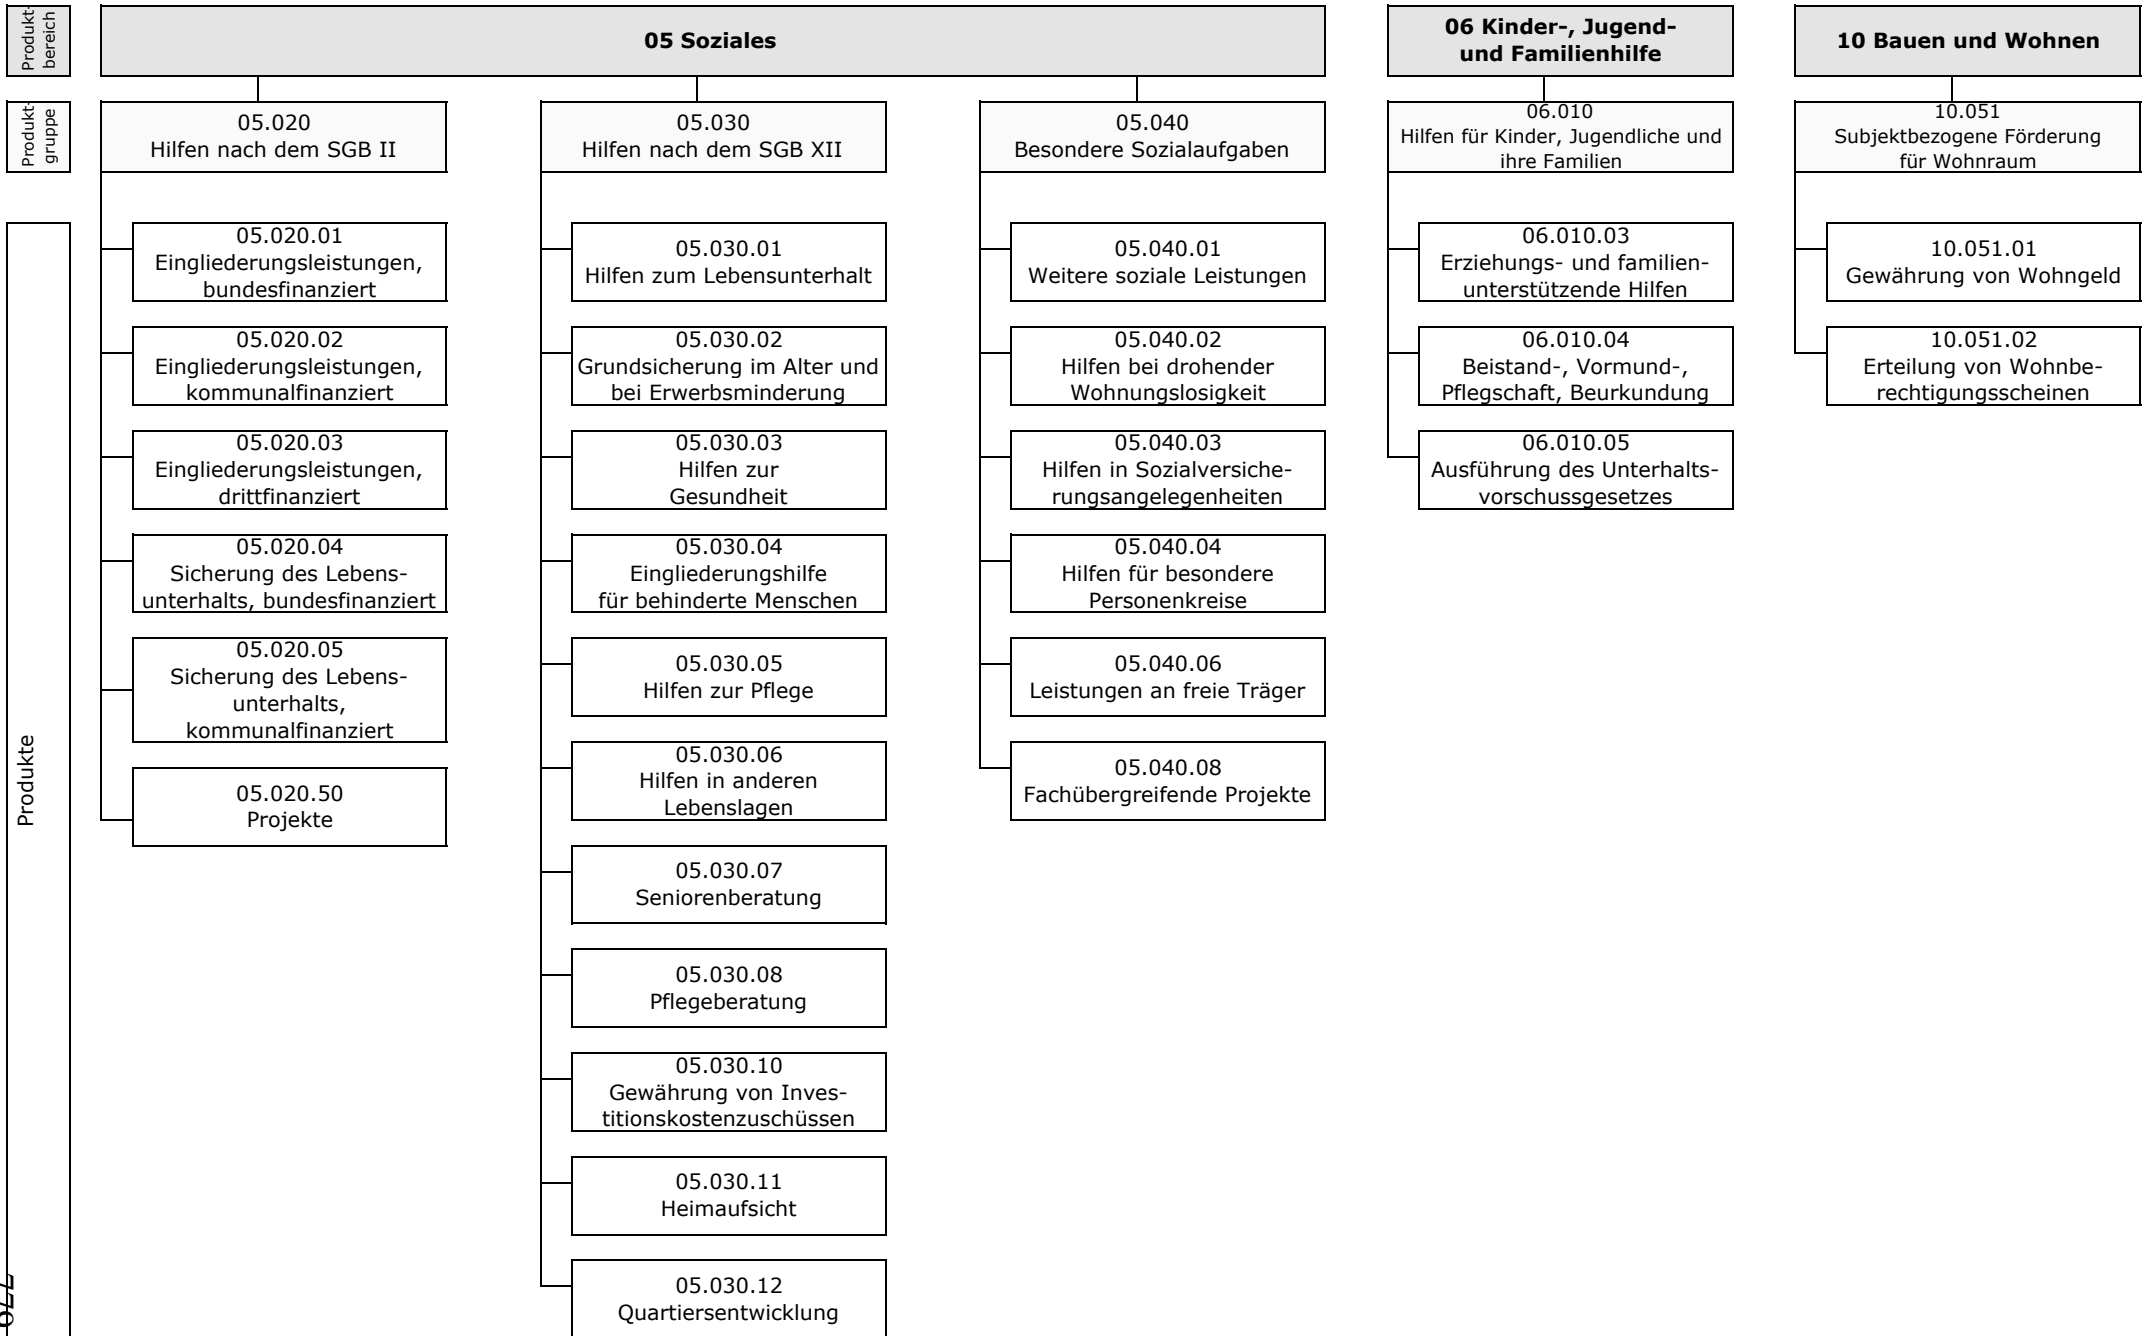 Produkt-
bereich
05 Soziales
06 Kinder-, Jugend-
und Familienhilfe
10 Bauen und Wohnen
Produkt-
gruppe
05.020
Hilfen nach dem SGB II
05.030
Hilfen nach dem SGB XII
05.040
Besondere Sozialaufgaben
06.010
Hilfen für Kinder, Jugendliche und
ihre Familien
10.051
Subjektbezogene Förderung
für Wohnraum
Produkte
05.020.01
Eingliederungsleistungen,
bundesfinanziert
05.020.02
Eingliederungsleistungen,
kommunalfinanziert
05.020.03
Eingliederungsleistungen,
drittfinanziert
05.020.04
Sicherung des Lebens-
unterhalts, bundesfinanziert
05.020.05
Sicherung des Lebens-
unterhalts,
kommunalfinanziert
05.020.50
Projekte
05.030.01
Hilfen zum Lebensunterhalt
05.030.02
Grundsicherung im Alter und
bei Erwerbsminderung
05.030.03
Hilfen zur
Gesundheit
05.030.04
Eingliederungshilfe
für behinderte Menschen
05.030.05
Hilfen zur Pflege
05.030.06
Hilfen in anderen
Lebenslagen
05.030.07
Seniorenberatung
05.030.08
Pflegeberatung
05.030.10
Gewährung von Inves-
titionskostenzuschüssen
05.030.11
Heimaufsicht
05.030.12
Quartiersentwicklung
05.040.01
Weitere soziale Leistungen
05.040.02
Hilfen bei drohender
Wohnungslosigkeit
05.040.03
Hilfen in Sozialversiche-
rungsangelegenheiten
05.040.04
Hilfen für besondere
Personenkreise
05.040.06
Leistungen an freie Träger
05.040.08
Fachübergreifende Projekte
06.010.03
Erziehungs- und familien-
unterstützende Hilfen
06.010.04
Beistand-, Vormund-,
Pflegschaft, Beurkundung
06.010.05
Ausführung des Unterhalts-
vorschussgesetzes
10.051.01
Gewährung von Wohngeld
10.051.02
Erteilung von Wohnbe-
rechtigungsscheinen